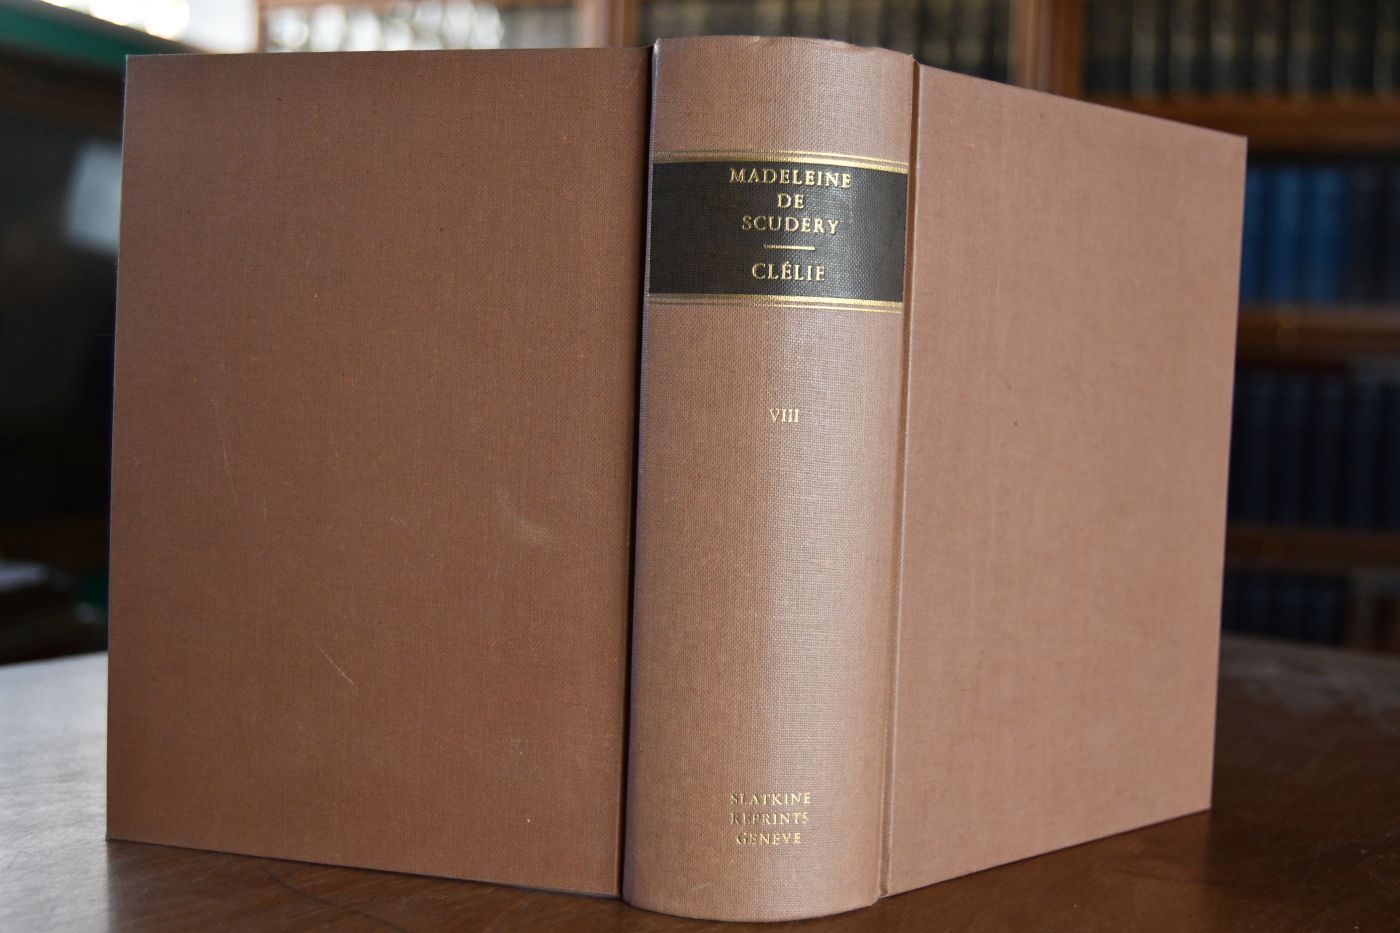 MADELEINE
DE
SCUDERY
CLÉLIE
VIII
SLATKINE
REPRINTS
GENEVE